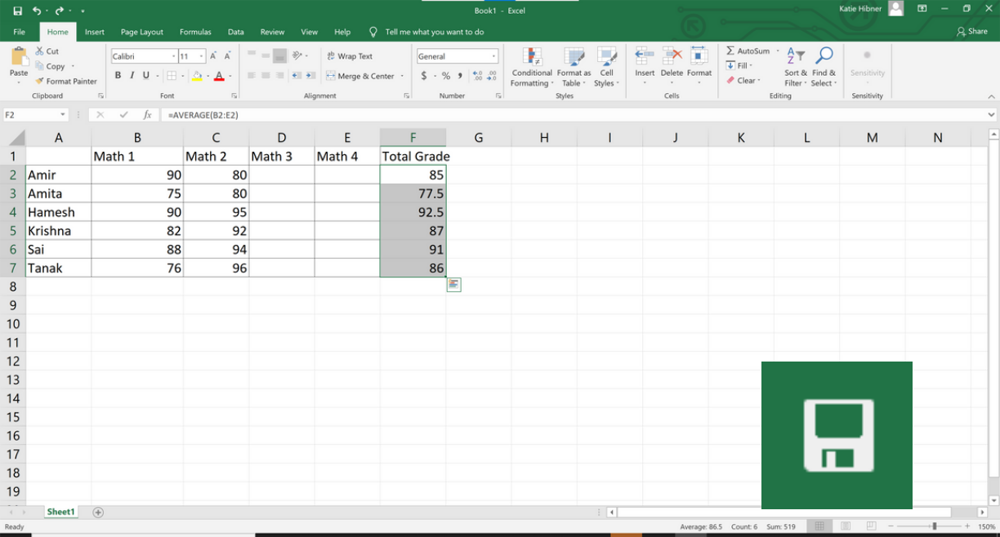 Book1 - Excel
Katie Hibner
File Home Insert Page Layout Formulas Data Review View Help Tell me what you want to do
Share
Paste
Cut
Copy
Format Painter
Clipboard
Calibri 11
A A
B I U A
Font
Wrap Text
Merge & Center
Alignment
General
$ % ,
Number
Conditional Formatting
Format as Table
Cell Styles
Styles
Insert Delete Format
Cells
AutoSum
Fill
Clear
Sort & Filter
Find & Select
Editing
Sensitivity
Sensitivity
F2 fx =AVERAGE(B2:E2)
A B C D E F G H I J K L M N
1 Math 1 Math 2 Math 3 Math 4 Total Grade
2 Amir 90 80 85
3 Amita 75 80 77.5
4 Hamesh 90 95 92.5
5 Krishna 82 92 87
6 Sai 88 94 91
7 Tanak 76 96 86
8
9
10
11
12
13
14
15
16
17
18
19
Sheet1
Ready
Average: 86.5 Count: 6 Sum: 519
150%